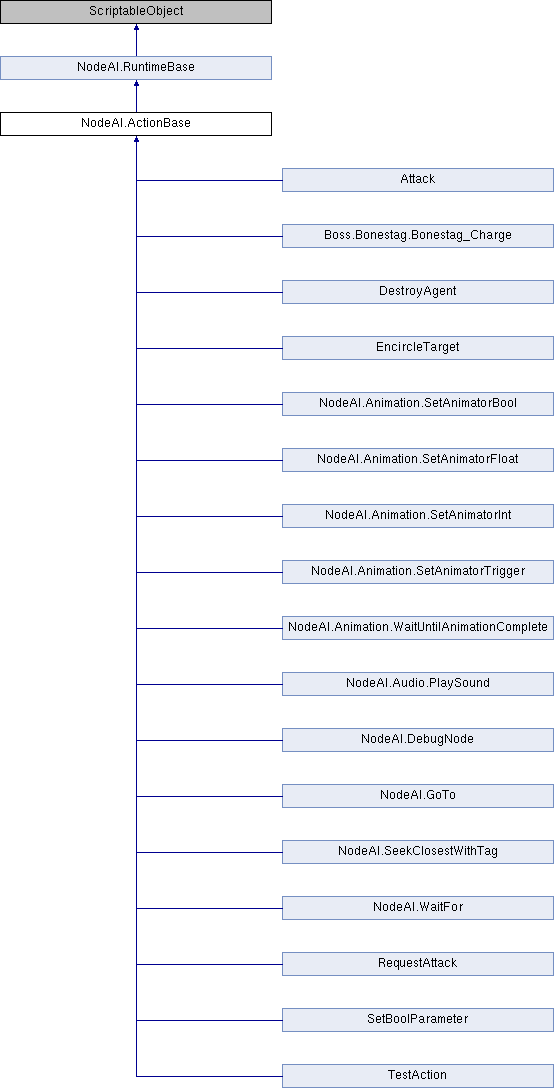 ScriptableObject
NodeAI.RuntimeBase
NodeAI.ActionBase
Attack
Boss.Bonestag.Bonestag_Charge
DestroyAgent
EncircleTarget
NodeAI.Animation.SetAnimatorBool
NodeAI.Animation.SetAnimatorFloat
NodeAI.Animation.SetAnimatorInt
NodeAI.Animation.SetAnimatorTrigger
NodeAI.Animation.WaitUntilAnimationComplete
NodeAI.Audio.PlaySound
NodeAI.DebugNode
NodeAI.GoTo
NodeAI.SeekClosestWithTag
NodeAI.WaitFor
RequestAttack
SetBoolParameter
TestAction